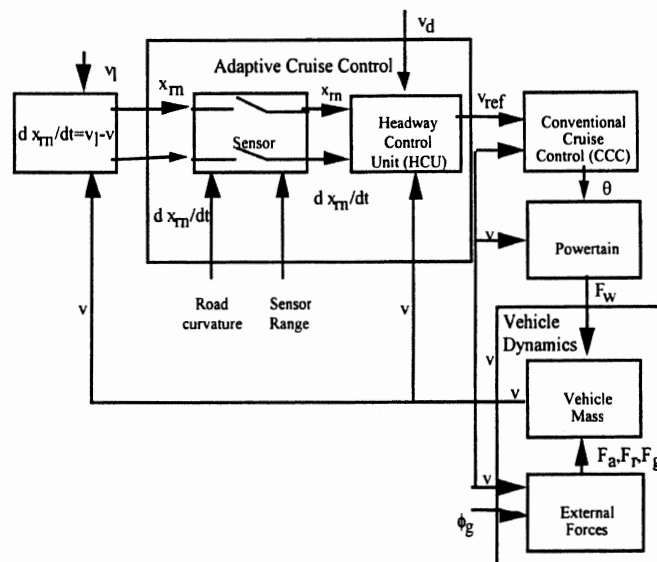 v_d
v_l
Adaptive Cruise Control
x_rn
x_rn
v_ref
d x_rn/dt=v_l-v
Sensor
Headway
Control
Unit (HCU)
Conventional
Cruise
Control (CCC)
d x_rn/dt
d x_rn/dt
θ
v
Powertain
Road
curvature
Sensor
Range
v
v
F_w
Vehicle
Dynamics
v
v
Vehicle
Mass
F_a,F_r,F_g
v
ϕ_g
External
Forces